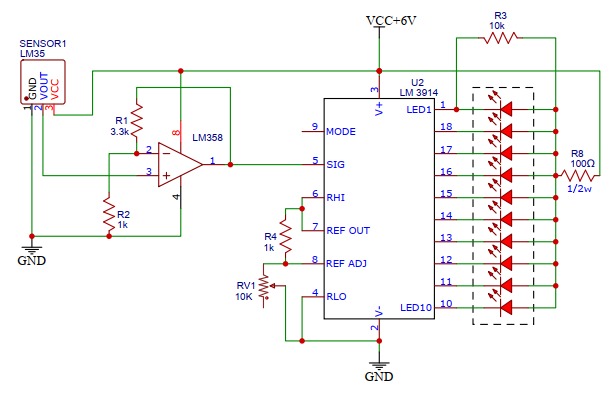 VCC+6V
R3
10k
SENSOR1
LM35
GND
VOUT
VCC
1
2
3
U2
LM 3914
3
V+
R1
3.3k
8
LM358
2
3
1
4
R2
1k
GND
9 MODE
5 SIG
6 RHI
7 REF OUT
8 REF ADJ
4 RLO
R4
1k
RV1
10K
LED1 1
18
17
16
15
14
13
12
11
LED10 10
R8
100Ω
1/2w
V-
2
GND